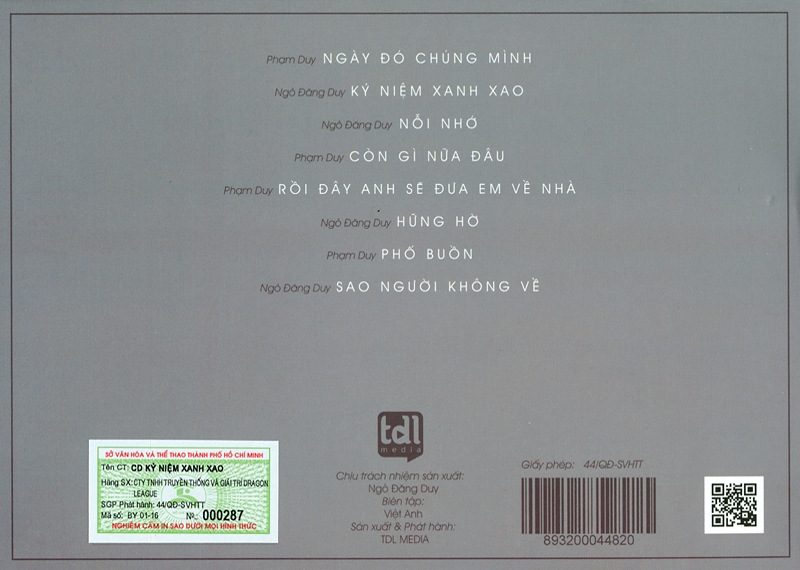 Phạm Duy NGÀY ĐÓ CHÚNG MÌNH
Ngô Đăng Duy KỶ NIỆM XANH XAO
Ngô Đăng Duy NỖI NHỚ
Phạm Duy CÒN GÌ NỮA ĐÂU
Phạm Duy RỒI ĐÂY ANH SẼ ĐƯA EM VỀ NHÀ
Ngô Đăng Duy HỮNG HỜ
Phạm Duy PHỐ BUỒN
Ngô Đăng Duy SAO NGƯỜI KHÔNG VỀ
tdl
media
Chịu trách nhiệm sản xuất:
Ngô Đăng Duy
Biên tập:
Việt Anh
Sản xuất & Phát hành:
TDL MEDIA
SỞ VĂN HÓA VÀ THỂ THAO THÀNH PHỐ HỒ CHÍ MINH
Tên CT: CD KỶ NIỆM XANH XAO
Hãng SX: CTY TNHH TRUYỀN THÔNG VÀ GIẢI TRÍ DRAGON
LEAGUE
SGP Phát hành: 44/QĐ-SVHTT
Mã số: BY 01-16 №: 000287
NGHIÊM CẤM IN SAO DƯỚI MỌI HÌNH THỨC
Giấy phép: 44/QĐ-SVHTT
893200044820